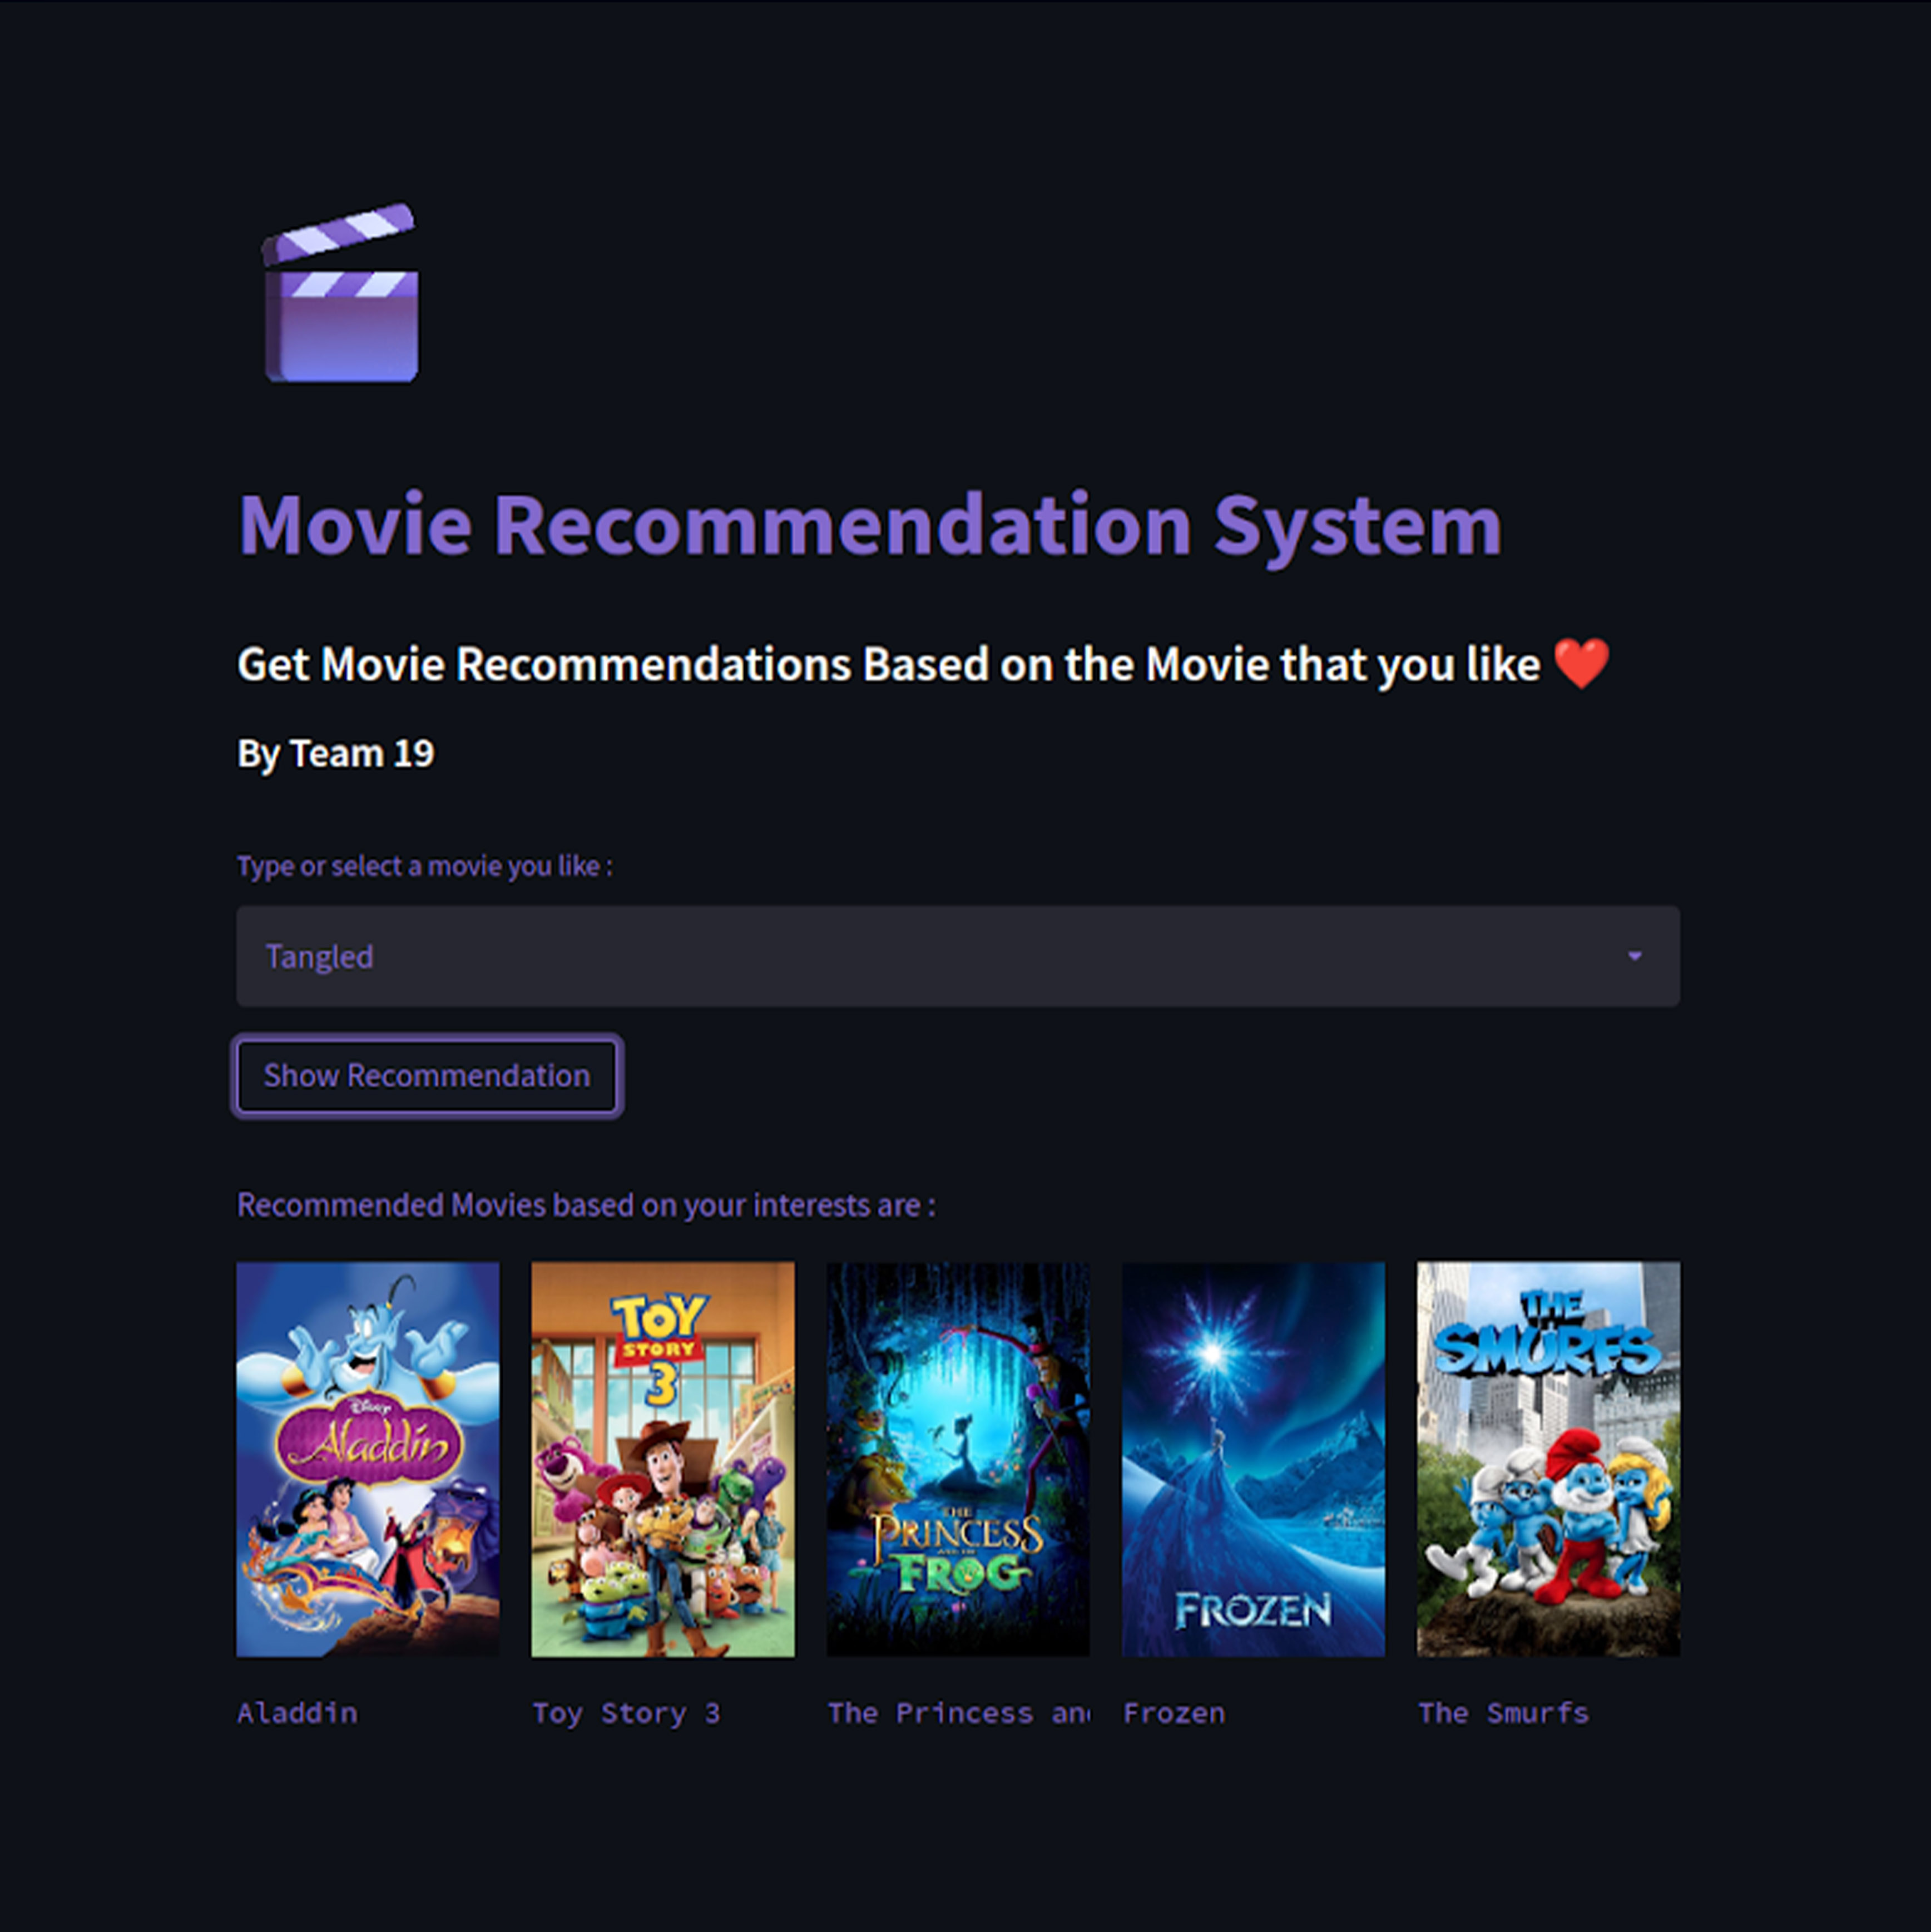 Movie Recommendation System
Get Movie Recommendations Based on the Movie that you like ❤️
By Team 19
Type or select a movie you like :
Tangled
Show Recommendation
Recommended Movies based on your interests are :
Disney
Aladdin
TOY
STORY
3
THE
PRINCESS
AND THE
FROG
FROZEN
THE
SMURFS
Aladdin
Toy Story 3
The Princess and
Frozen
The Smurfs